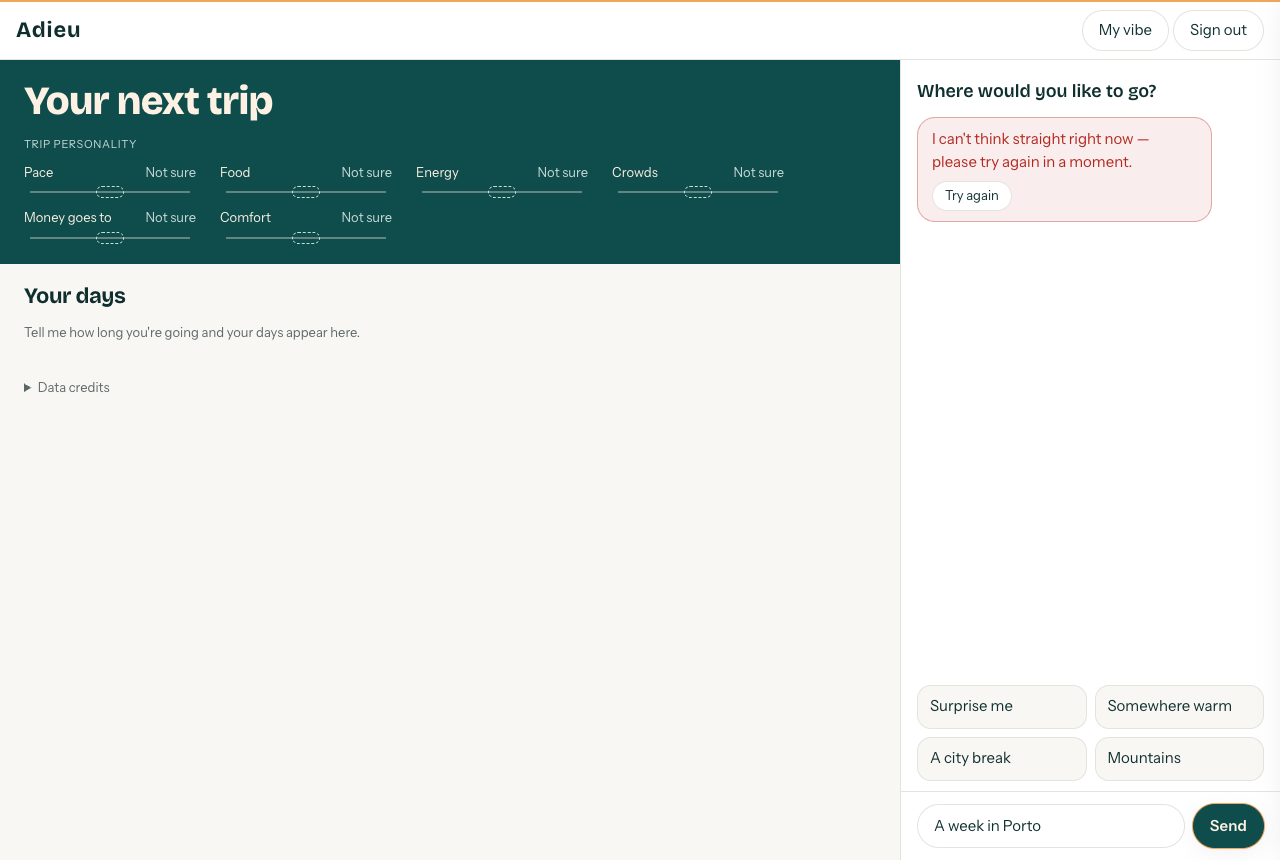 Adieu
My vibe
Sign out
Your next trip
TRIP PERSONALITY
Pace Not sure
Food Not sure
Energy Not sure
Crowds Not sure
Money goes to Not sure
Comfort Not sure
Your days
Tell me how long you're going and your days appear here.
Data credits
Where would you like to go?
I can't think straight right now —
please try again in a moment.
Try again
Surprise me
Somewhere warm
A city break
Mountains
A week in Porto
Send